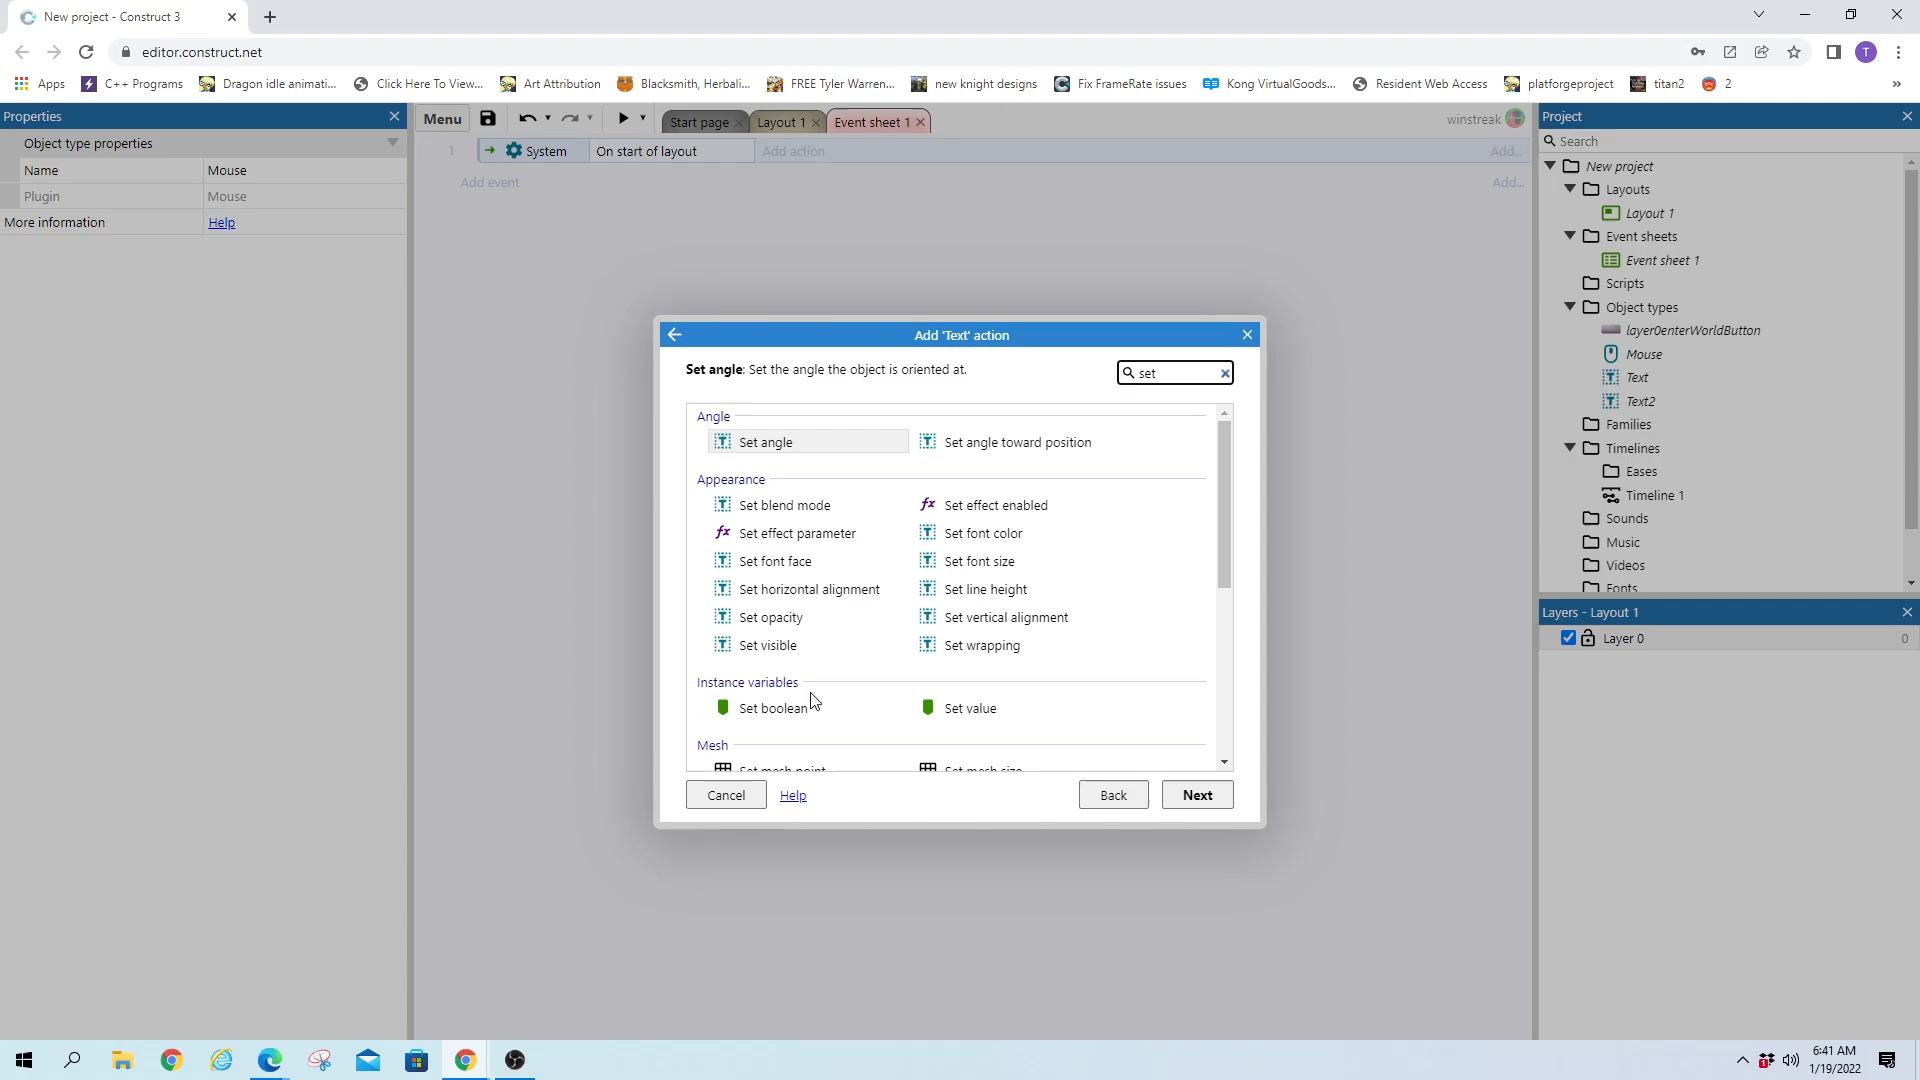 New project - Construct 3
editor.construct.net
T
Apps
C++ Programs
Dragon idle animati...
Click Here To View...
Art Attribution
Blacksmith, Herbali...
FREE Tyler Warren...
new knight designs
Fix FrameRate issues
Kong VirtualGoods...
Resident Web Access
platforgeproject
titan2
2
»
Properties
Object type properties
Name Mouse
Plugin Mouse
More information Help
Menu
Start page
Layout 1
Event sheet 1
winstreak
1
System
On start of layout
Add action
Add...
Add event
Add...
Add 'Text' action
Set angle: Set the angle the object is oriented at.
set
Angle
Set angle
Set angle toward position
Appearance
Set blend mode
Set effect enabled
Set effect parameter
Set font color
Set font face
Set font size
Set horizontal alignment
Set line height
Set opacity
Set vertical alignment
Set visible
Set wrapping
Instance variables
Set boolean
Set value
Mesh
Set mesh point
Set mesh size
Cancel
Help
Back
Next
Project
Search
New project
Layouts
Layout 1
Event sheets
Event sheet 1
Scripts
Object types
layer0enterWorldButton
Mouse
Text
Text2
Families
Timelines
Eases
Timeline 1
Sounds
Music
Videos
Fonts
Layers - Layout 1
Layer 0
0
6:41 AM
1/19/2022